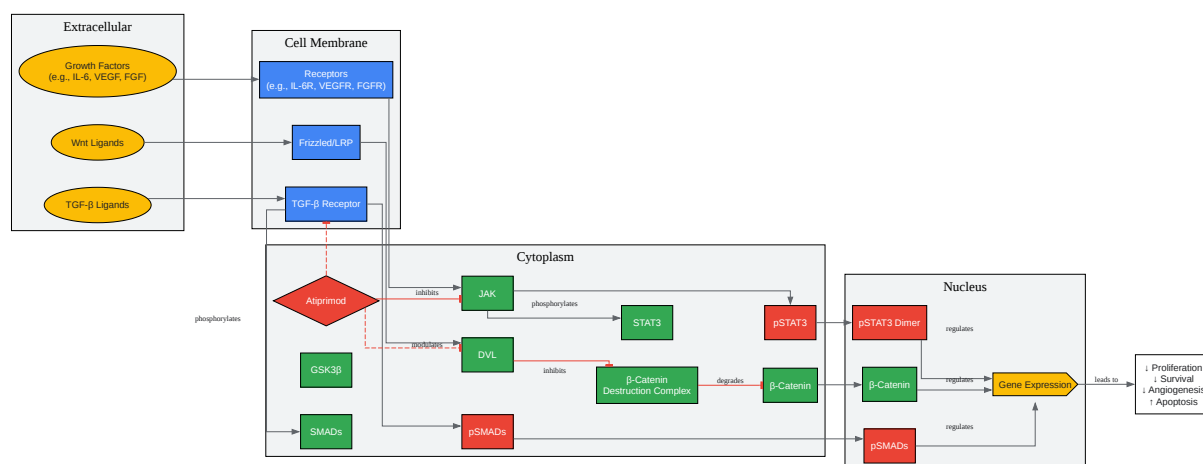 Extracellular
Growth Factors
(e.g., IL-6, VEGF, FGF)
Wnt Ligands
TGF-β Ligands
Cell Membrane
Receptors
(e.g., IL-6R, VEGFR, FGFR)
Frizzled/LRP
TGF-β Receptor
Cytoplasm
Atiprimod
inhibits
JAK
phosphorylates
STAT3
pSTAT3
phosphorylates
modulates
DVL
inhibits
GSK3β
β-Catenin
Destruction Complex
degrades
β-Catenin
SMADs
pSMADs
Nucleus
pSTAT3 Dimer
regulates
β-Catenin
regulates
Gene Expression
regulates
pSMADs
leads to
↓ Proliferation
↓ Survival
↓ Angiogenesis
↑ Apoptosis